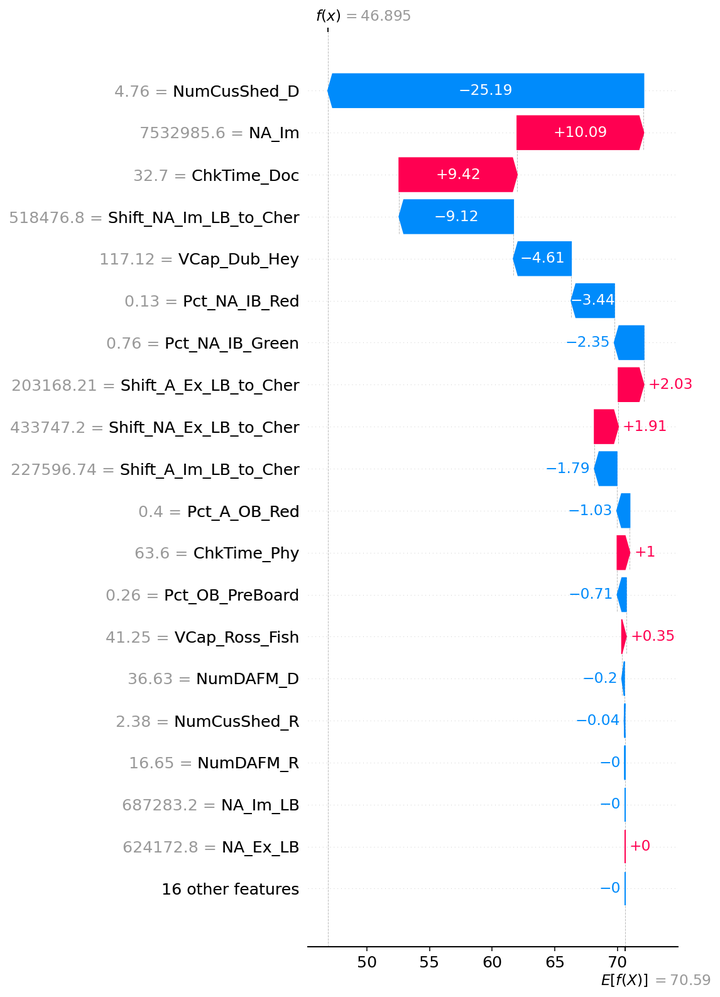 f(x) = 46.895
4.76 = NumCusShed_D −25.19
7532985.6 = NA_Im +10.09
32.7 = ChkTime_Doc +9.42
518476.8 = Shift_NA_Im_LB_to_Cher −9.12
117.12 = VCap_Dub_Hey −4.61
0.13 = Pct_NA_IB_Red −3.44
0.76 = Pct_NA_IB_Green −2.35
203168.21 = Shift_A_Ex_LB_to_Cher +2.03
433747.2 = Shift_NA_Ex_LB_to_Cher +1.91
227596.74 = Shift_A_Im_LB_to_Cher −1.79
0.4 = Pct_A_OB_Red −1.03
63.6 = ChkTime_Phy +1
0.26 = Pct_OB_PreBoard −0.71
41.25 = VCap_Ross_Fish +0.35
36.63 = NumDAFM_D −0.2
2.38 = NumCusShed_R −0.04
16.65 = NumDAFM_R −0
687283.2 = NA_Im_LB −0
624172.8 = NA_Ex_LB +0
16 other features −0
50 55 60 65 70
E[f(X)] = 70.59